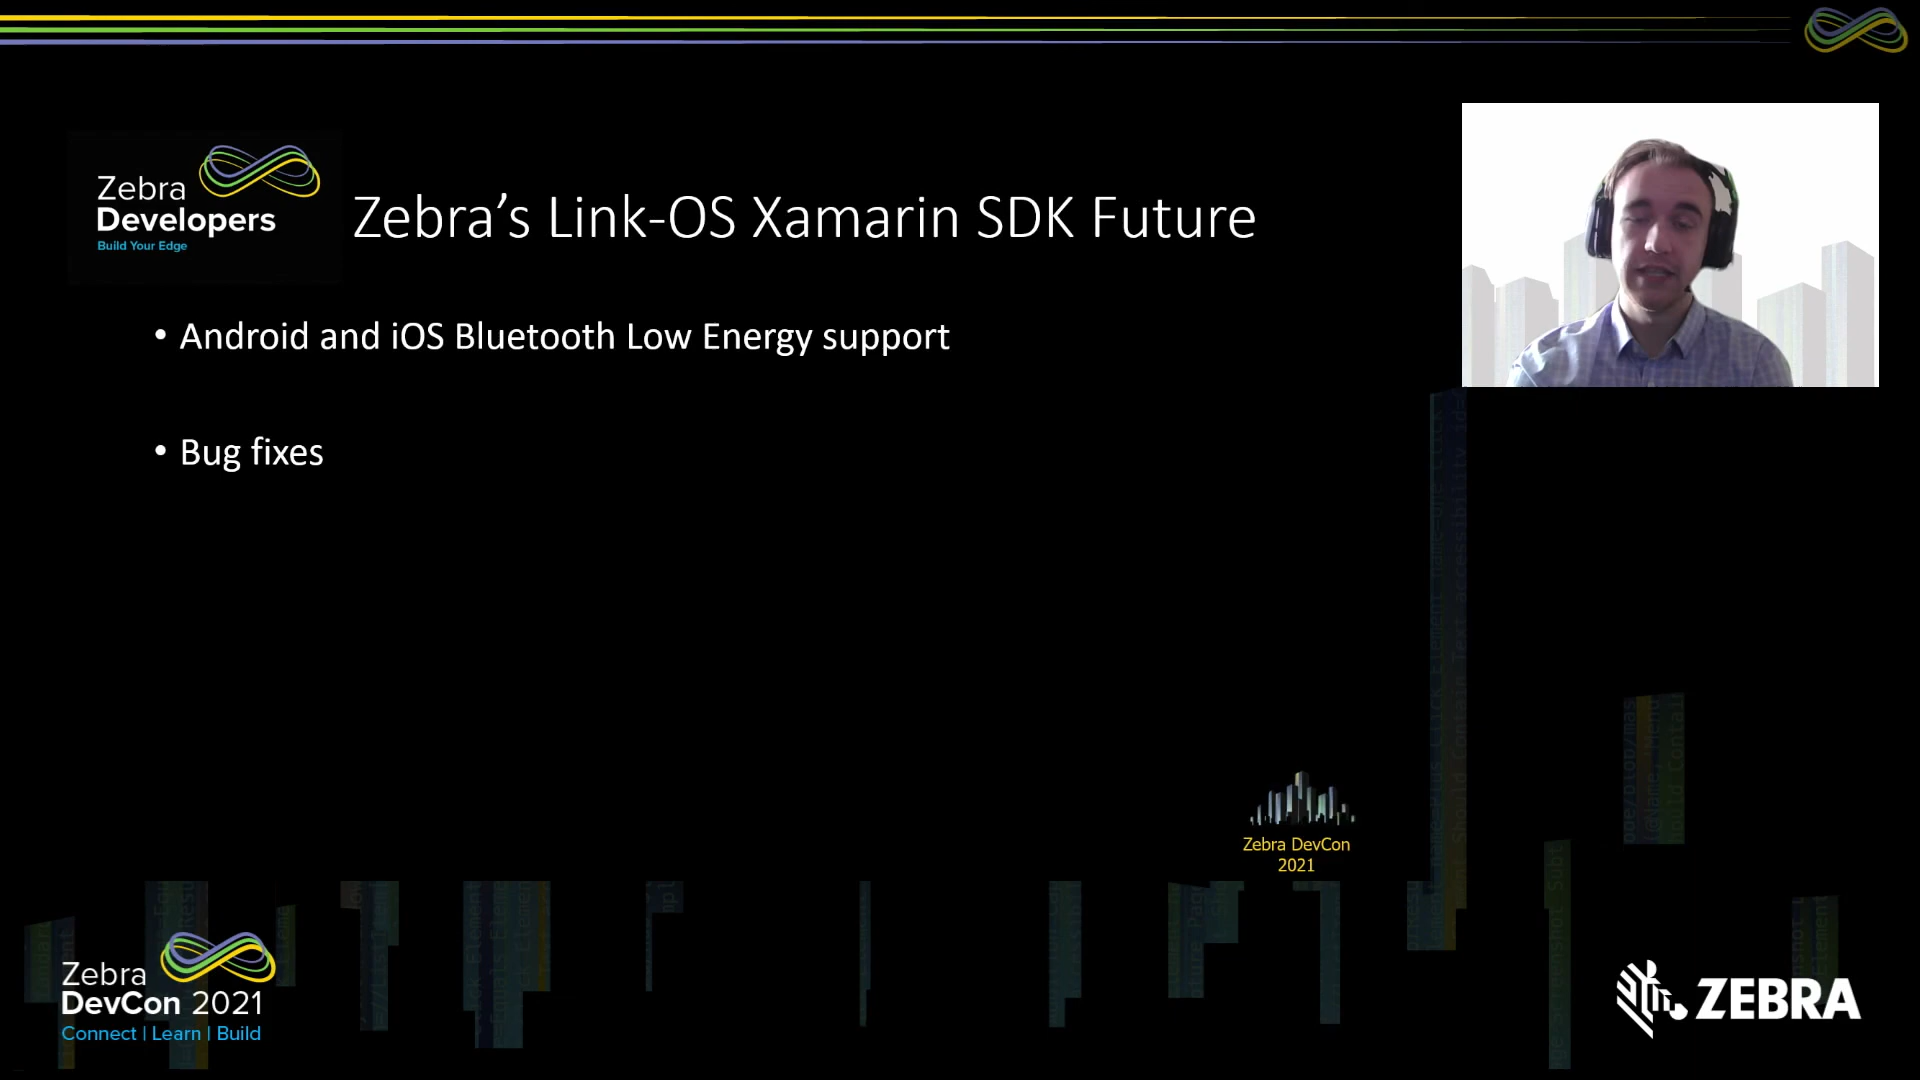 Zebra
Developers
Build Your Edge
Zebra’s Link-OS Xamarin SDK Future
• Android and iOS Bluetooth Low Energy support
• Bug fixes
Zebra DevCon
2021
Zebra
DevCon 2021
Connect | Learn | Build
ZEBRA